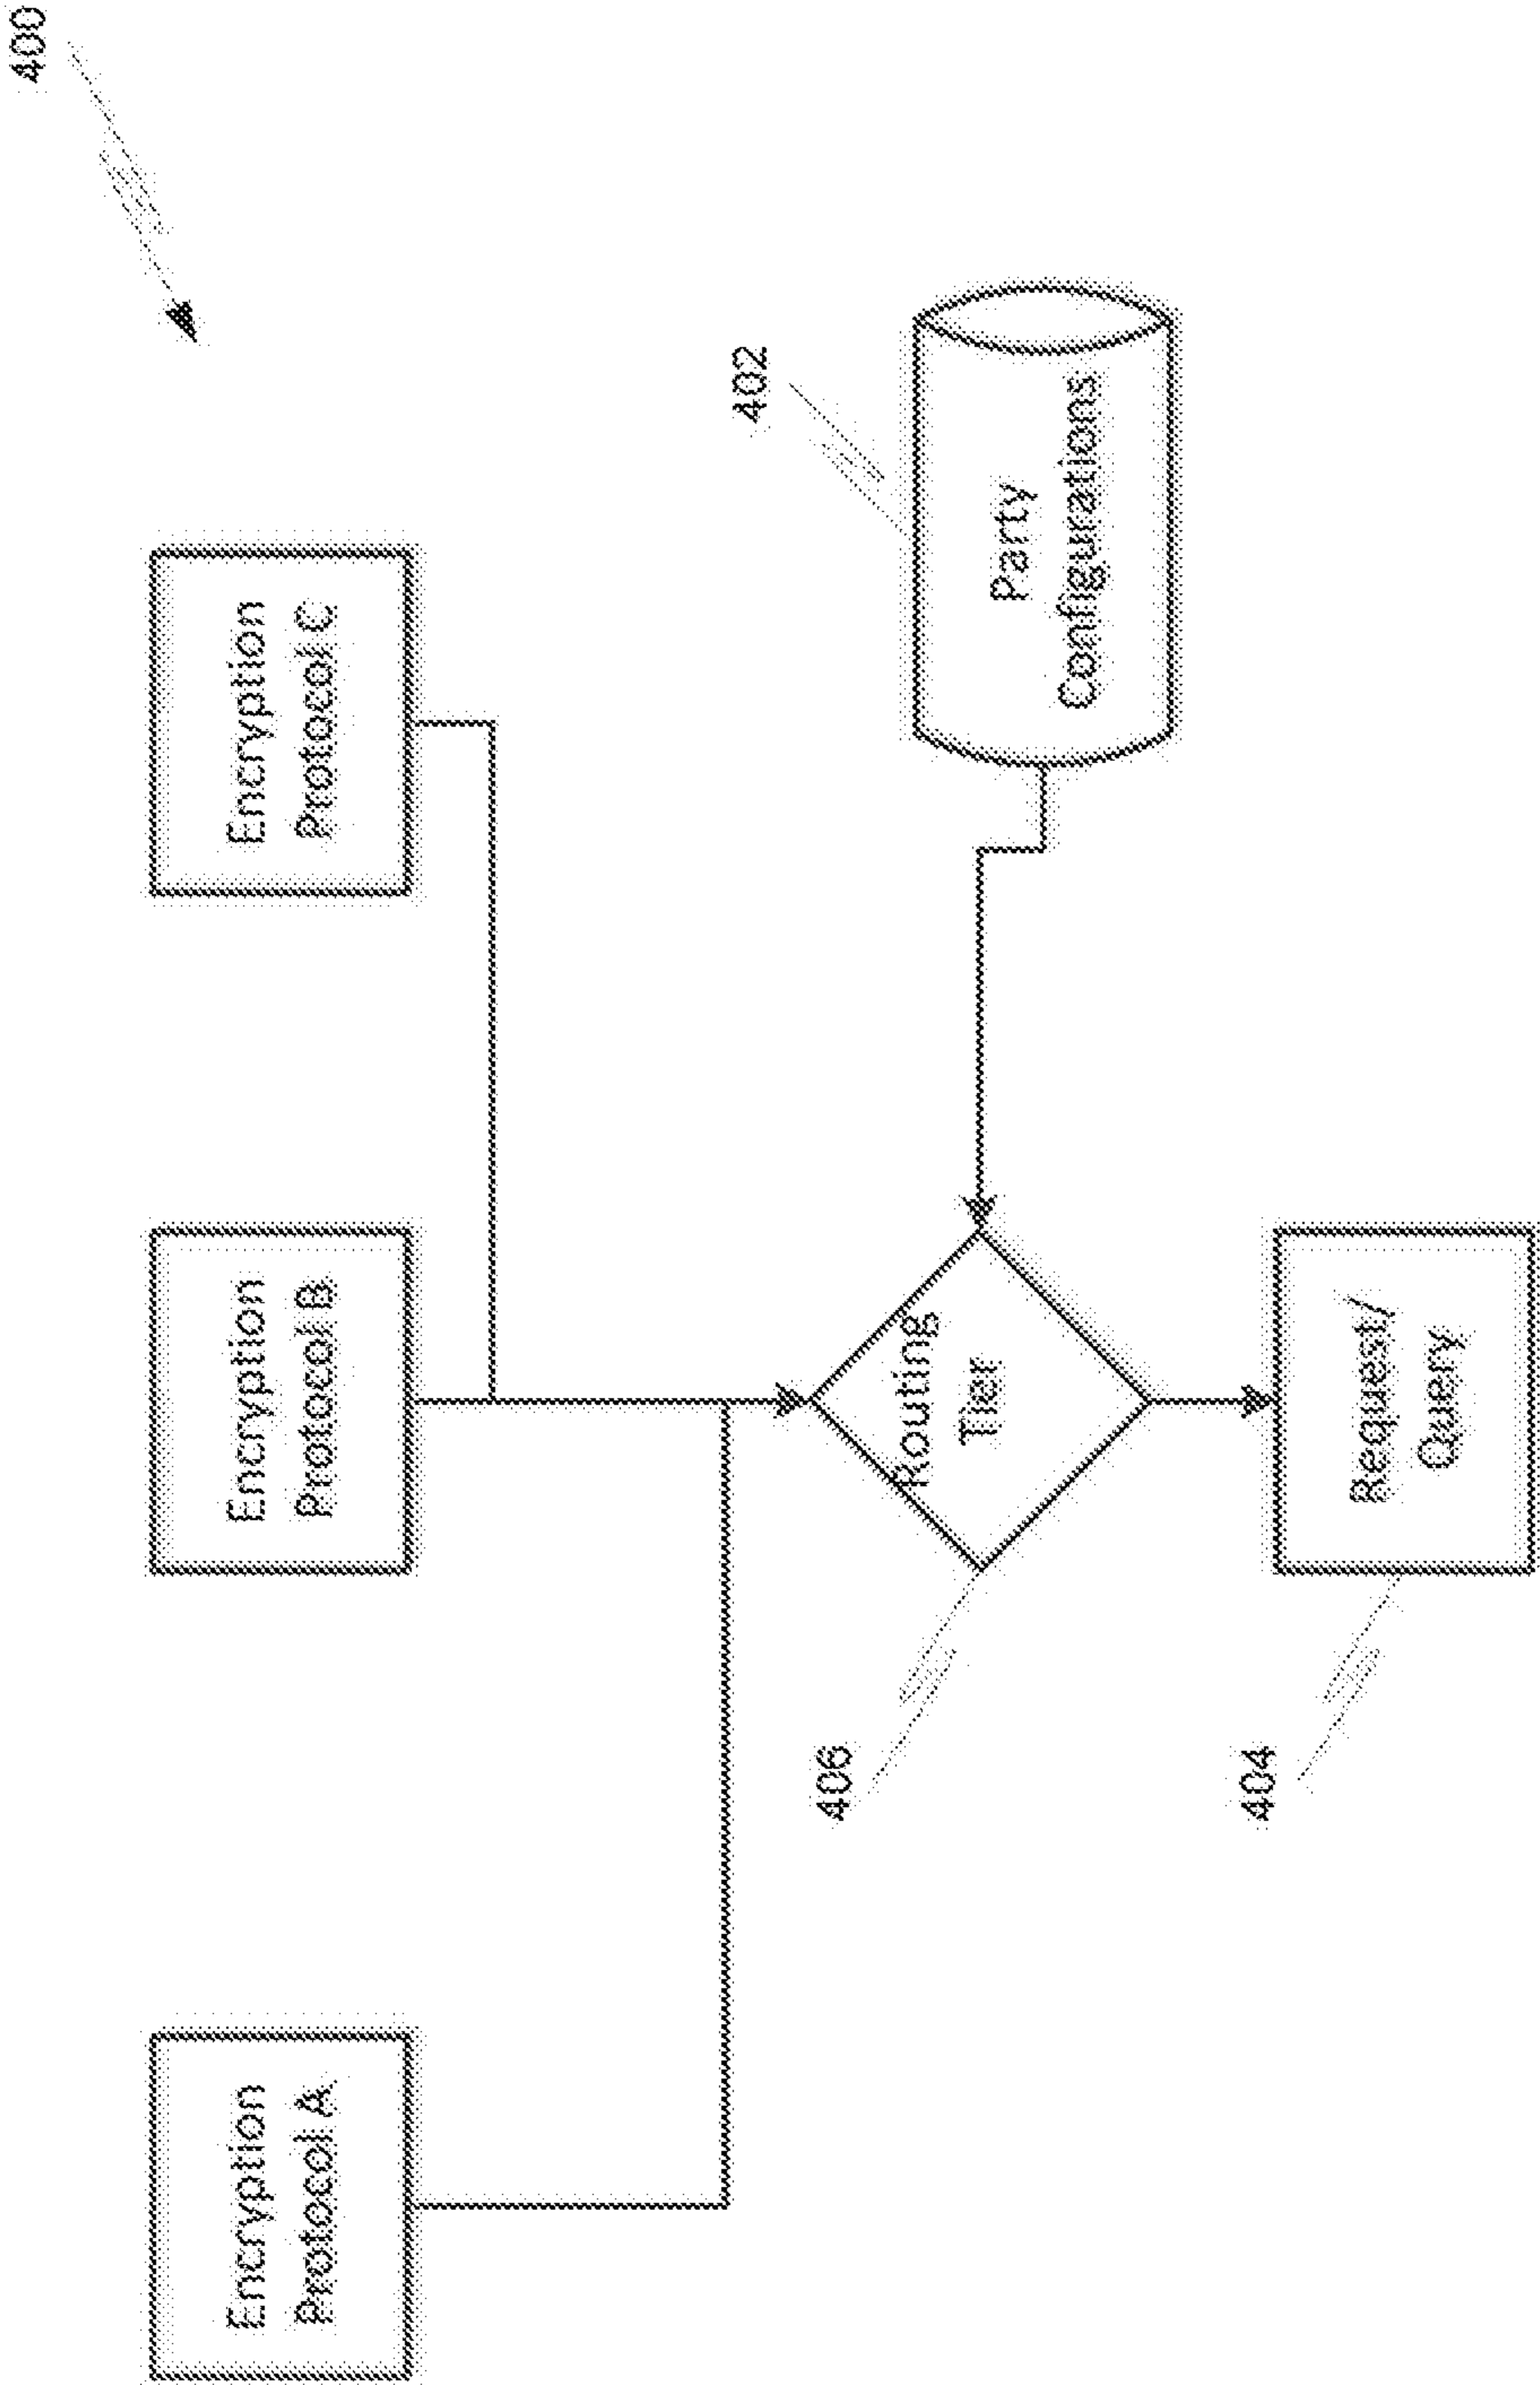 400
Encryption
Protocol A
Encryption
Protocol B
Encryption
Protocol C
402
406
Routing
Tier
Party
Configurations
404
Request/
Query